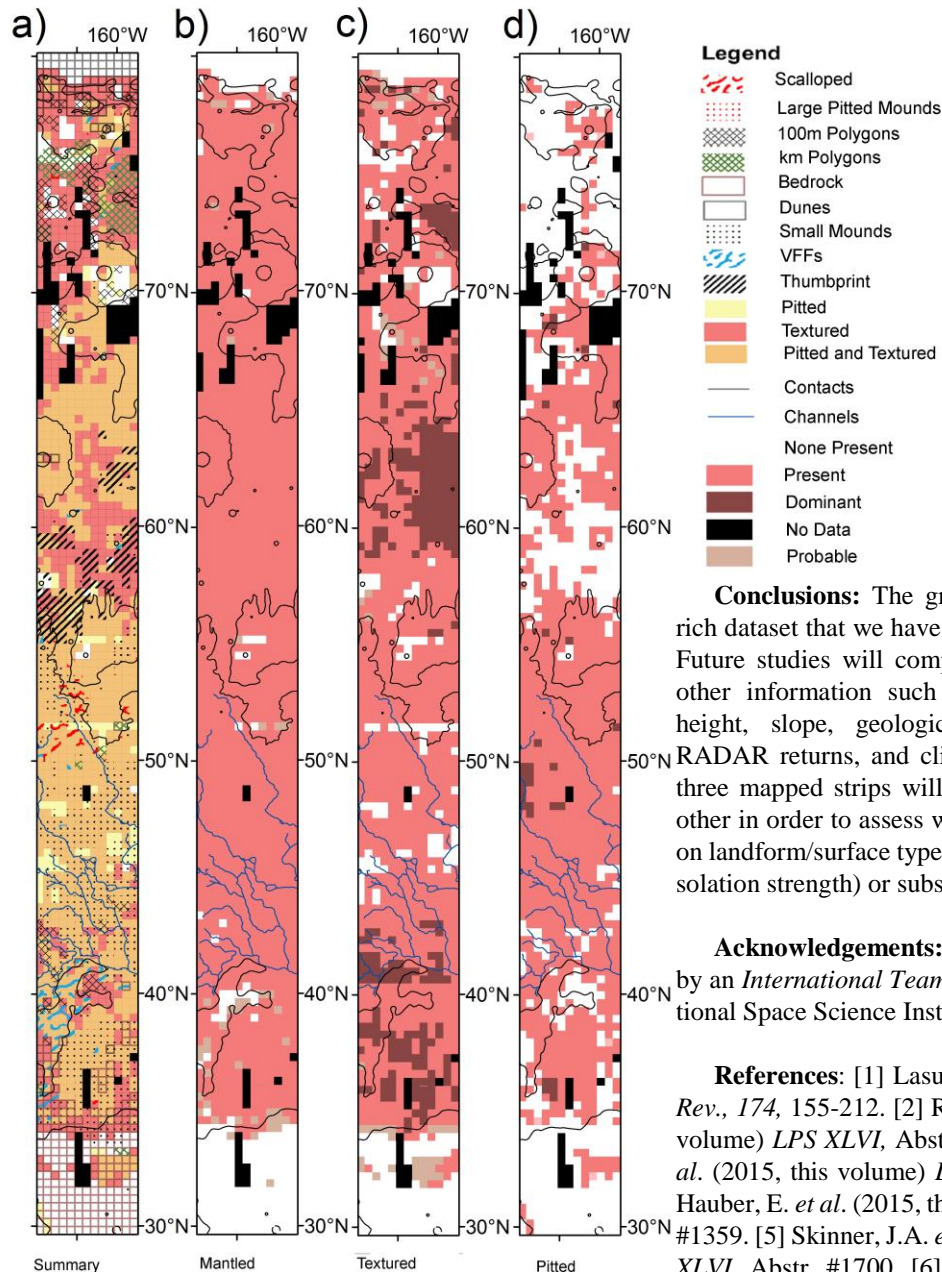 a)
b)
c)
d)
160°W
160°W
160°W
160°W
70°N
70°N
70°N
60°N
60°N
60°N
50°N
50°N
50°N
40°N
40°N
40°N
30°N
30°N
30°N
Summary
Mantled
Textured
Pitted
Legend
Scalloped
Large Pitted Mounds
100m Polygons
km Polygons
Bedrock
Dunes
Small Mounds
VFFs
Thumbprint
Pitted
Textured
Pitted and Textured
Contacts
Channels
None Present
Present
Dominant
No Data
Probable
Conclusions: The gr
rich dataset that we have
Future studies will comp
other information such
height, slope, geologic
RADAR returns, and cli
three mapped strips will
other in order to assess w
on landform/surface type
solation strength) or subs
Acknowledgements:
by an International Team
tional Space Science Inst
References: [1] Lasu
Rev., 174, 155-212. [2] R
volume) LPS XLVI, Abst
al. (2015, this volume) L
Hauber, E. et al. (2015, th
#1359. [5] Skinner, J.A. e
XLVI, Abstr. #1700. [6]